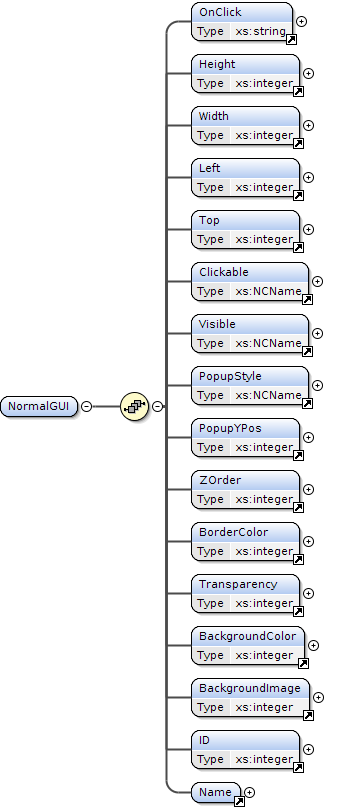 OnClick
Type xs:string
Height
Type xs:integer
Width
Type xs:integer
Left
Type xs:integer
Top
Type xs:integer
Clickable
Type xs:NCName
Visible
Type xs:NCName
PopupStyle
Type xs:NCName
NormalGUI
PopupYPos
Type xs:integer
ZOrder
Type xs:integer
BorderColor
Type xs:integer
Transparency
Type xs:integer
BackgroundColor
Type xs:integer
BackgroundImage
Type xs:integer
ID
Type xs:integer
Name